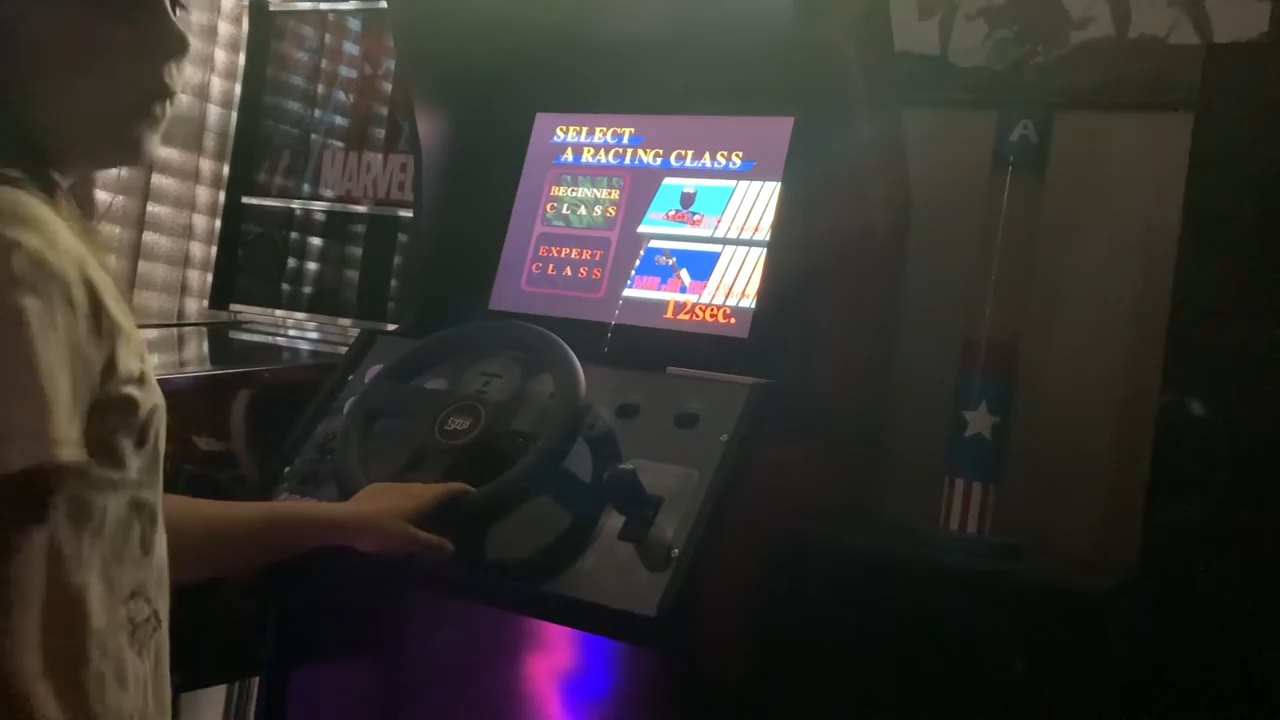 MARVEL
SELECT
A RACING CLASS
BEGINNER
CLASS
EXPERT
CLASS
12sec.
A